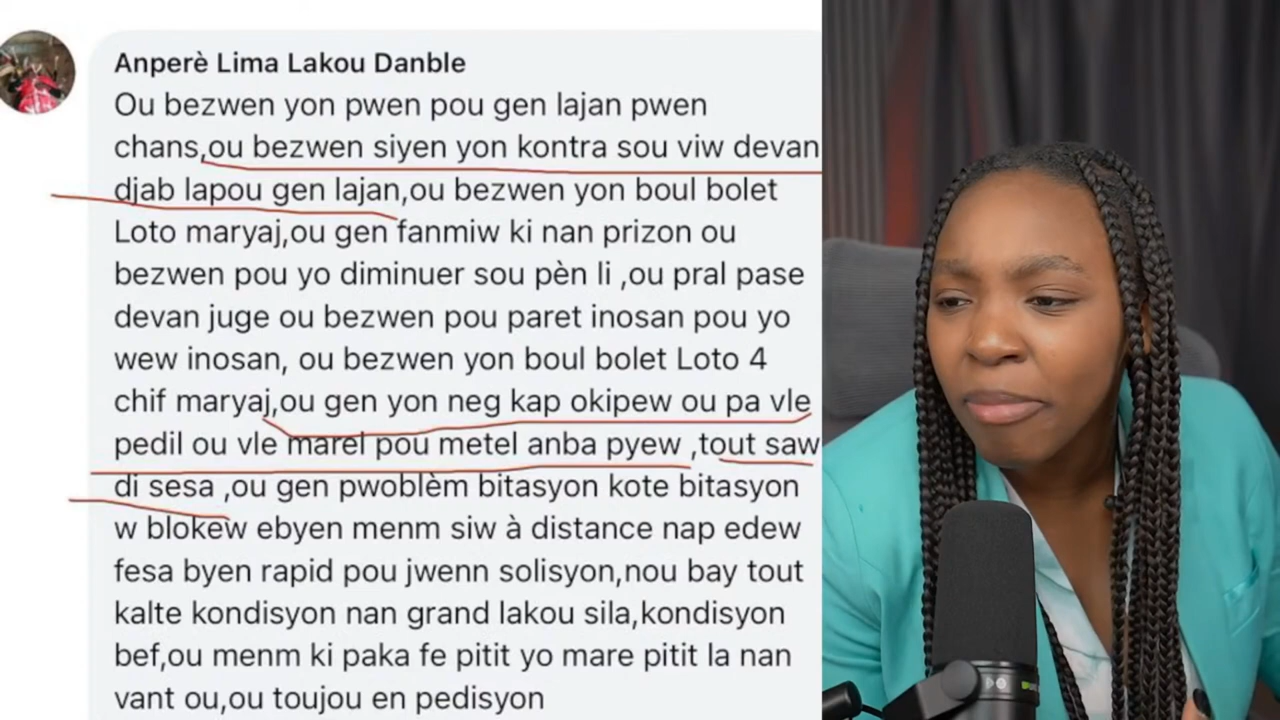 Anperè Lima Lakou Danble
Ou bezwen yon pwen pou gen lajan pwen
chans,ou bezwen siyen yon kontra sou viw devan
djab lapou gen lajan,ou bezwen yon boul bolet
Loto maryaj,ou gen fanmiw ki nan prizon ou
bezwen pou yo diminuer sou pèn li ,ou pral pase
devan juge ou bezwen pou paret inosan pou yo
wew inosan, ou bezwen yon boul bolet Loto 4
chif maryaj,ou gen yon neg kap okipew ou pa vle
pedil ou vle marel pou metel anba pyew ,tout saw
di sesa ,ou gen pwoblèm bitasyon kote bitasyon
w blokew ebyen menm siw à distance nap edew
fesa byen rapid pou jwenn solisyon,nou bay tout
kalte kondisyon nan grand lakou sila,kondisyon
bef,ou menm ki paka fe pitit yo mare pitit la nan
vant ou,ou toujou en pedisyon